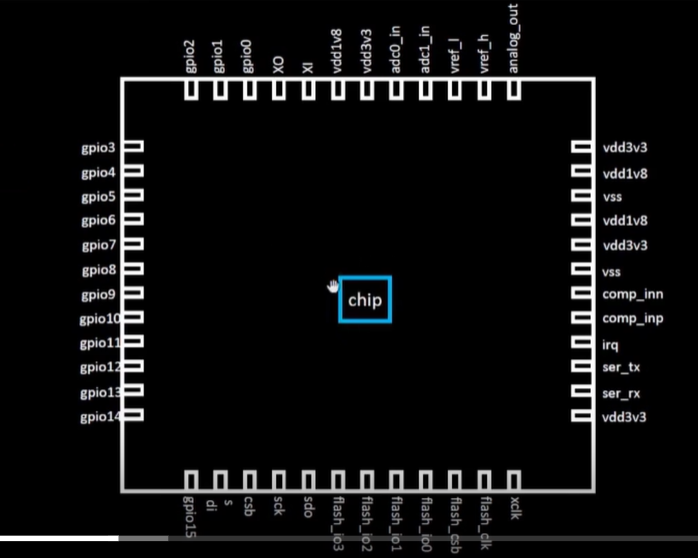 gpio2
gpio1
gpio0
XO
XI
vdd1v8
vdd3v3
adc0_in
adc1_in
vref_l
vref_h
analog_out
gpio3
gpio4
gpio5
gpio6
gpio7
gpio8
gpio9
gpio10
gpio11
gpio12
gpio13
gpio14
chip
vdd3v3
vdd1v8
vss
vdd1v8
vdd3v3
vss
comp_inn
comp_inp
irq
ser_tx
ser_rx
vdd3v3
gpio15
s
di
csb
sck
sdo
flash_io3
flash_io2
flash_io1
flash_io0
flash_csb
flash_clk
xclk